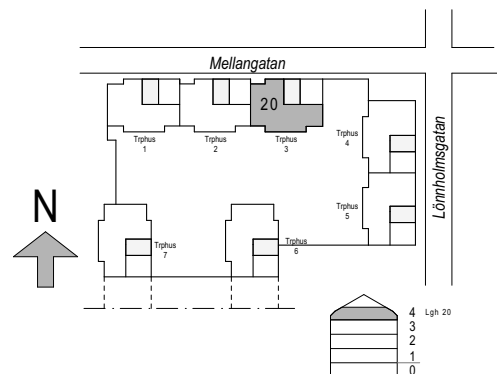 Mellangatan
20
Trphus
1
Trphus
2
Trphus
3
Trphus
4
Lönnholmsgatan
Trphus
5
N
Trphus
7
Trphus
6
4 Lgh 20
3
2
1
0